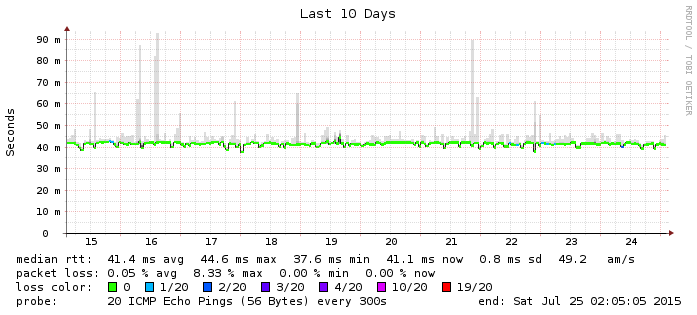 Last 10 Days
RRDTOOL / TOBI OETIKER
Seconds
90 m
80 m
70 m
60 m
50 m
40 m
30 m
20 m
10 m
0
15 16 17 18 19 20 21 22 23 24
median rtt: 41.4 ms avg 44.6 ms max 37.6 ms min 41.1 ms now 0.8 ms sd 49.2 am/s
packet loss: 0.05 % avg 8.33 % max 0.00 % min 0.00 % now
loss color: 0 1/20 2/20 3/20 4/20 10/20 19/20
probe: 20 ICMP Echo Pings (56 Bytes) every 300s end: Sat Jul 25 02:05:05 2015